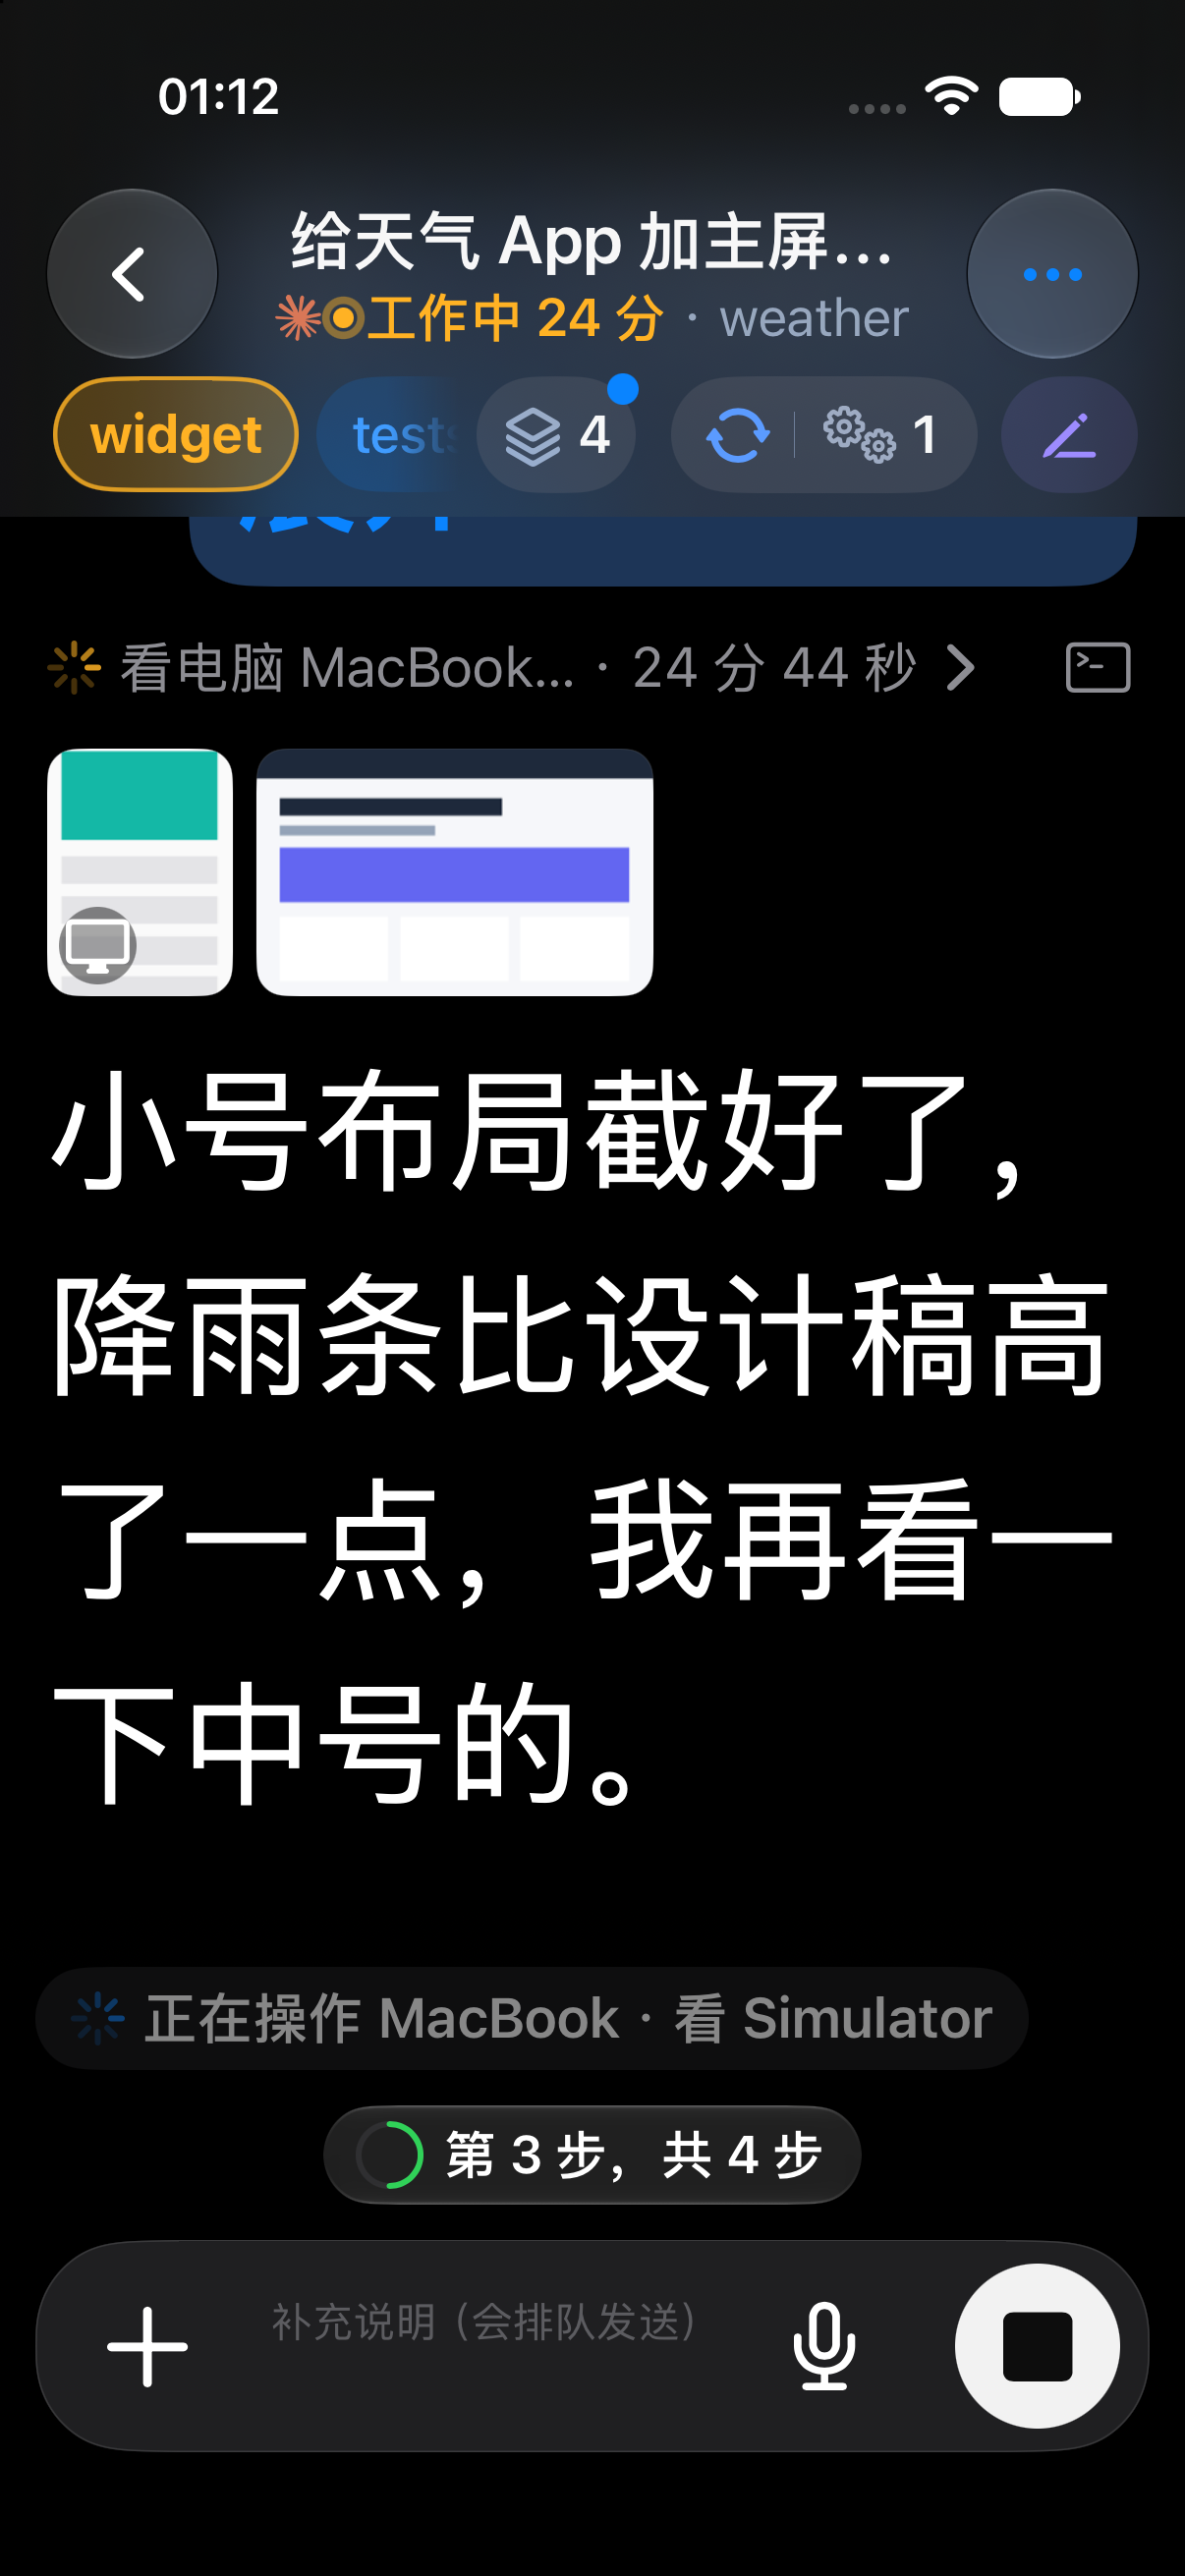 01:12
给天气 App 加主屏...
工作中 24 分 · weather
widget
tests
4
1
看电脑 MacBook... · 24 分 44 秒
小号布局截好了，
降雨条比设计稿高
了一点，我再看一
下中号的。
正在操作 MacBook · 看 Simulator
第 3 步，共 4 步
补充说明（会排队发送）